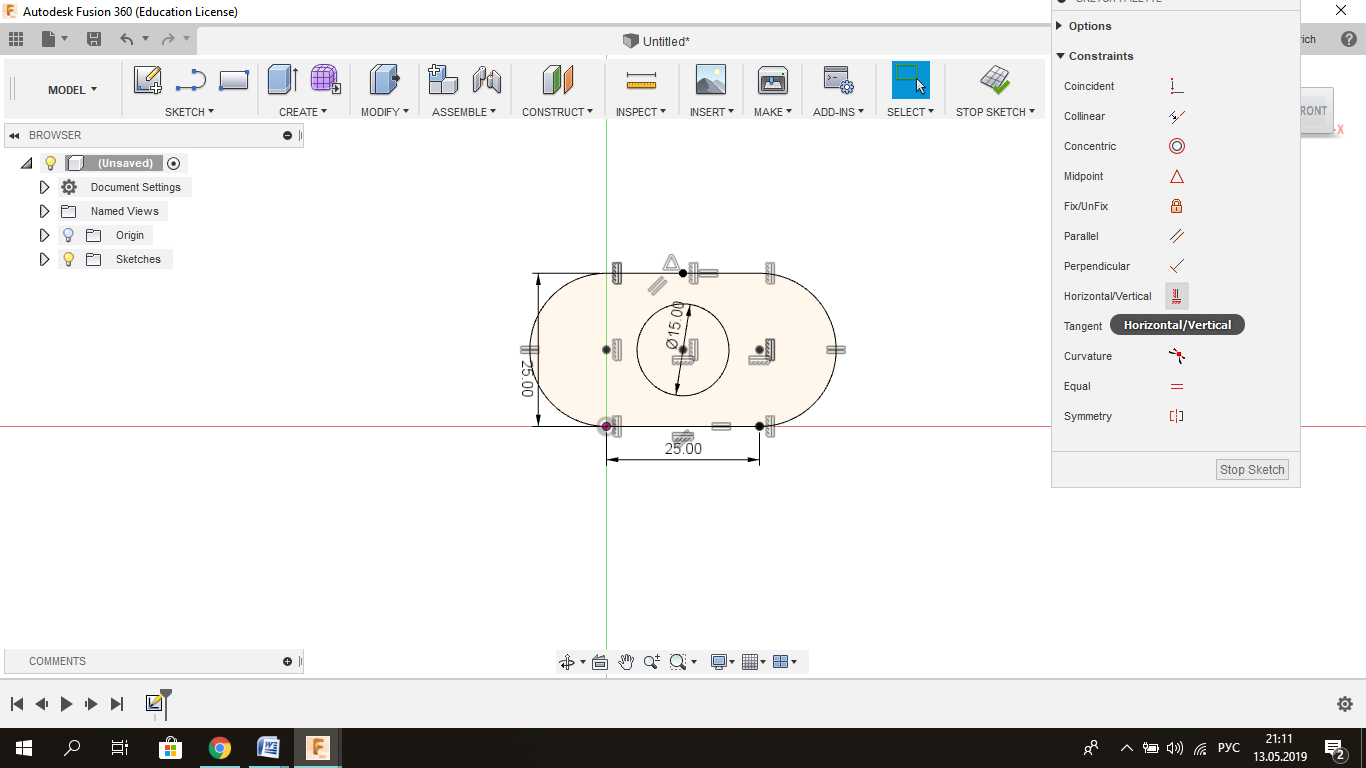 Autodesk Fusion 360 (Education License)
Untitled*
rich
MODEL
SKETCH
CREATE
MODIFY
ASSEMBLE
CONSTRUCT
INSPECT
INSERT
MAKE
ADD-INS
SELECT
STOP SKETCH
BROWSER
(Unsaved)
Document Settings
Named Views
Origin
Sketches
Options
Constraints
Coincident
Collinear
Concentric
Midpoint
Fix/UnFix
Parallel
Perpendicular
Horizontal/Vertical
Tangent
Horizontal/Vertical
Curvature
Equal
Symmetry
Stop Sketch
RONT
X
Ø15.00
25.00
25.00
COMMENTS
РУС
21:11
13.05.2019
2